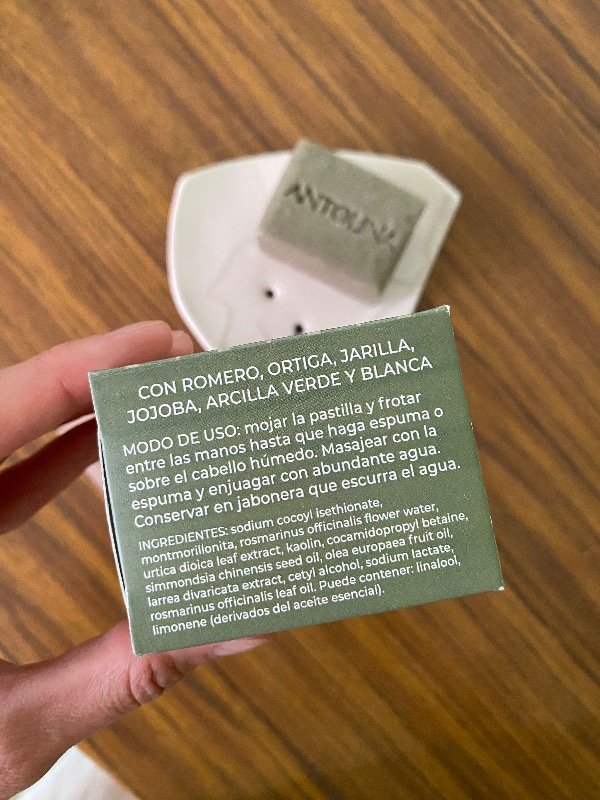 ANTOLINA
CON ROMERO, ORTIGA, JARILLA,
JOJOBA, ARCILLA VERDE Y BLANCA
MODO DE USO: mojar la pastilla y frotar
entre las manos hasta que haga espuma o
sobre el cabello húmedo. Masajear con la
espuma y enjuagar con abundante agua.
Conservar en jabonera que escurra el agua.
INGREDIENTES: sodium cocoyl isethionate,
montmorillonita, rosmarinus officinalis flower water,
urtica dioica leaf extract, kaolin, cocamidopropyl betaine,
simmondsia chinensis seed oil, olea europaea fruit oil,
larrea divaricata extract, cetyl alcohol, sodium lactate,
rosmarinus officinalis leaf oil. Puede contener: linalool,
limonene (derivados del aceite esencial).